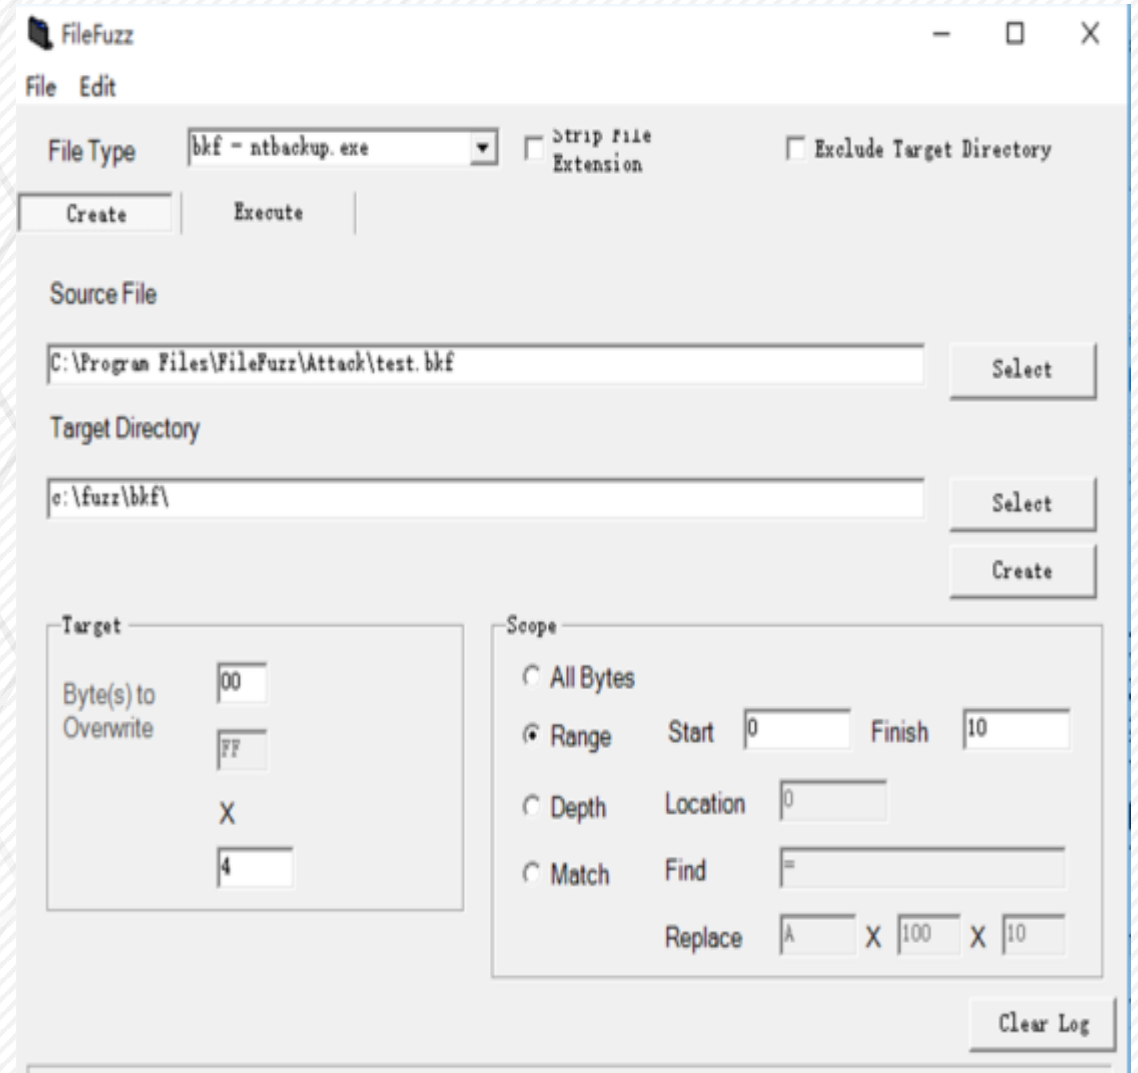 FileFuzz
File Edit
File Type bkf - ntbackup.exe Strip File Extension Exclude Target Directory
Create Execute
Source File
C:\Program Files\FileFuzz\Attack\test.bkf Select
Target Directory
c:\fuzz\bkf\ Select
Create
Target
Byte(s) to Overwrite
00
FF
X
4
Scope
All Bytes
Range Start 0 Finish 10
Depth Location 0
Match Find =
Replace A X 100 X 10
Clear Log